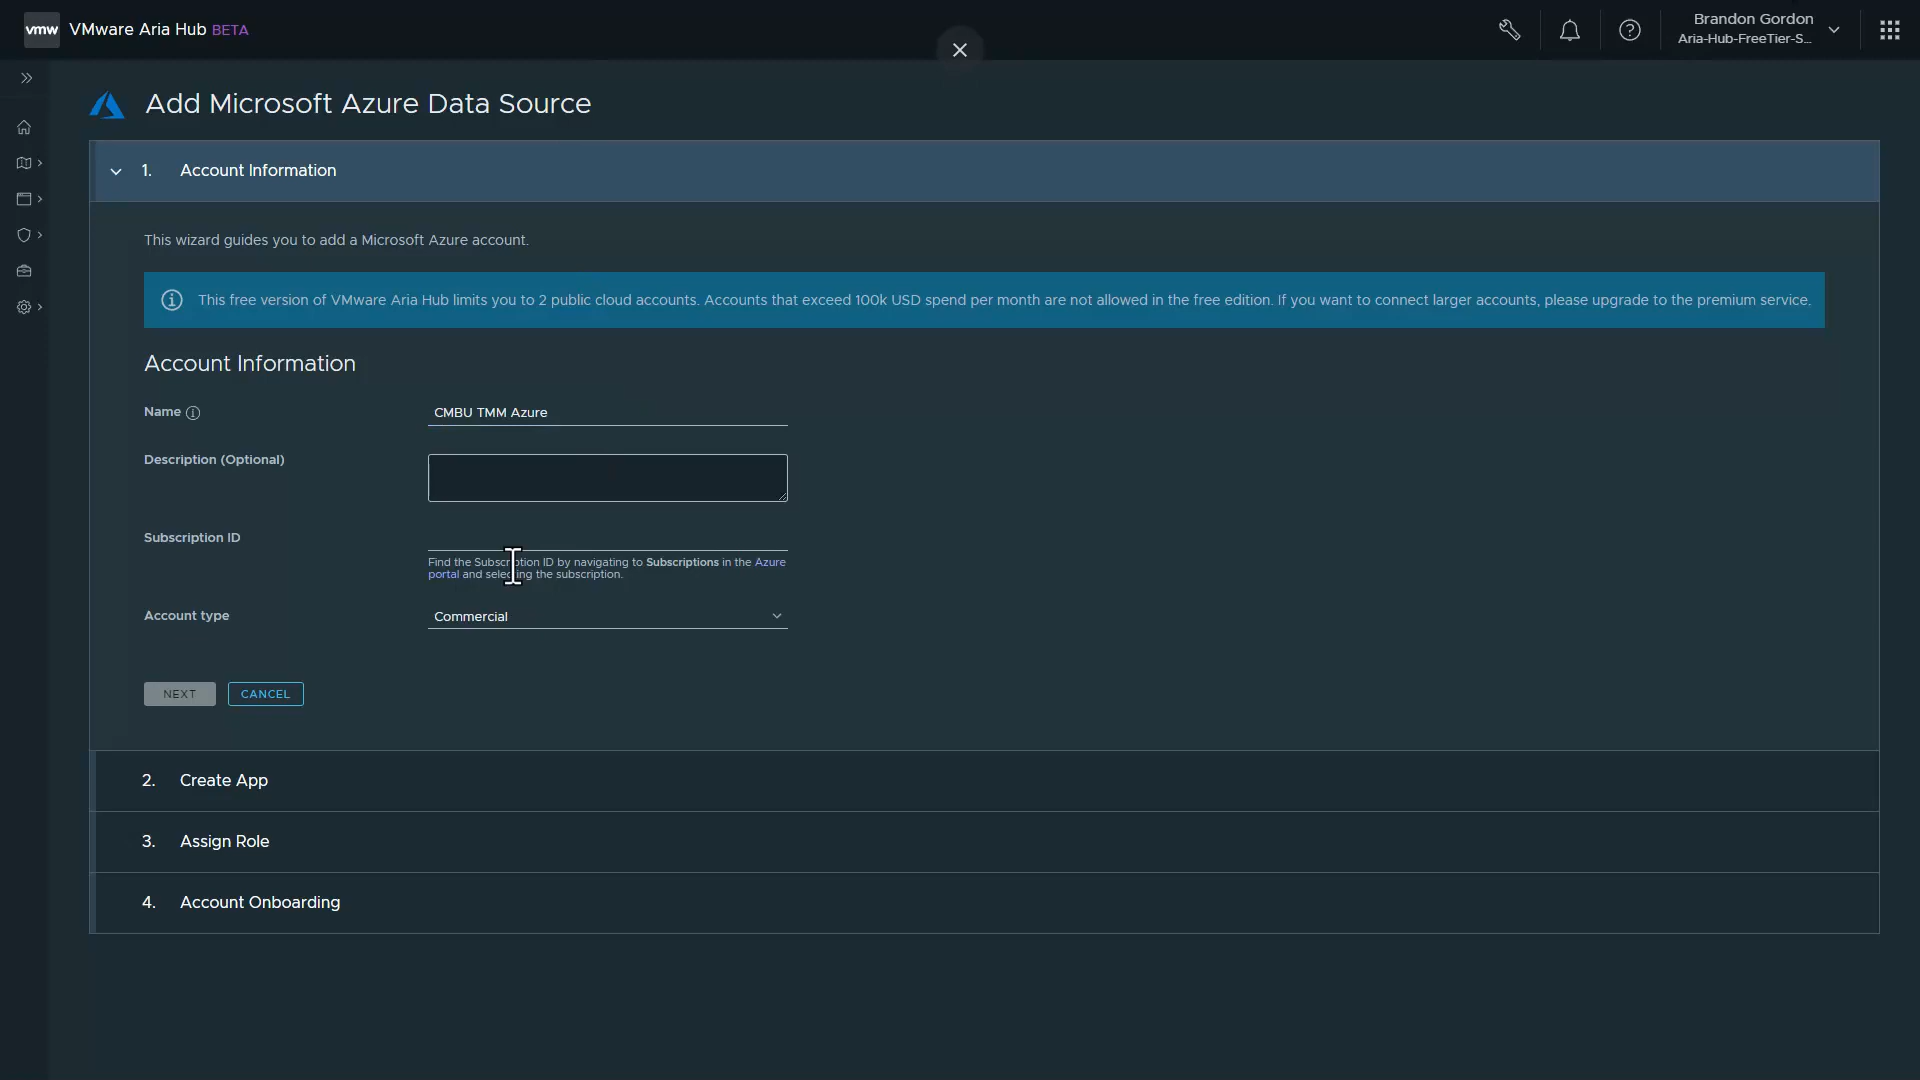 vmw VMware Aria Hub BETA
Brandon Gordon
Aria-Hub-FreeTier-S...
Add Microsoft Azure Data Source
1. Account Information
This wizard guides you to add a Microsoft Azure account.
This free version of VMware Aria Hub limits you to 2 public cloud accounts. Accounts that exceed 100k USD spend per month are not allowed in the free edition. If you want to connect larger accounts, please upgrade to the premium service.
Account Information
Name CMBU TMM Azure
Description (Optional)
Subscription ID
Find the Subscription ID by navigating to Subscriptions in the Azure
portal and selecting the subscription.
Account type Commercial
NEXT CANCEL
2. Create App
3. Assign Role
4. Account Onboarding